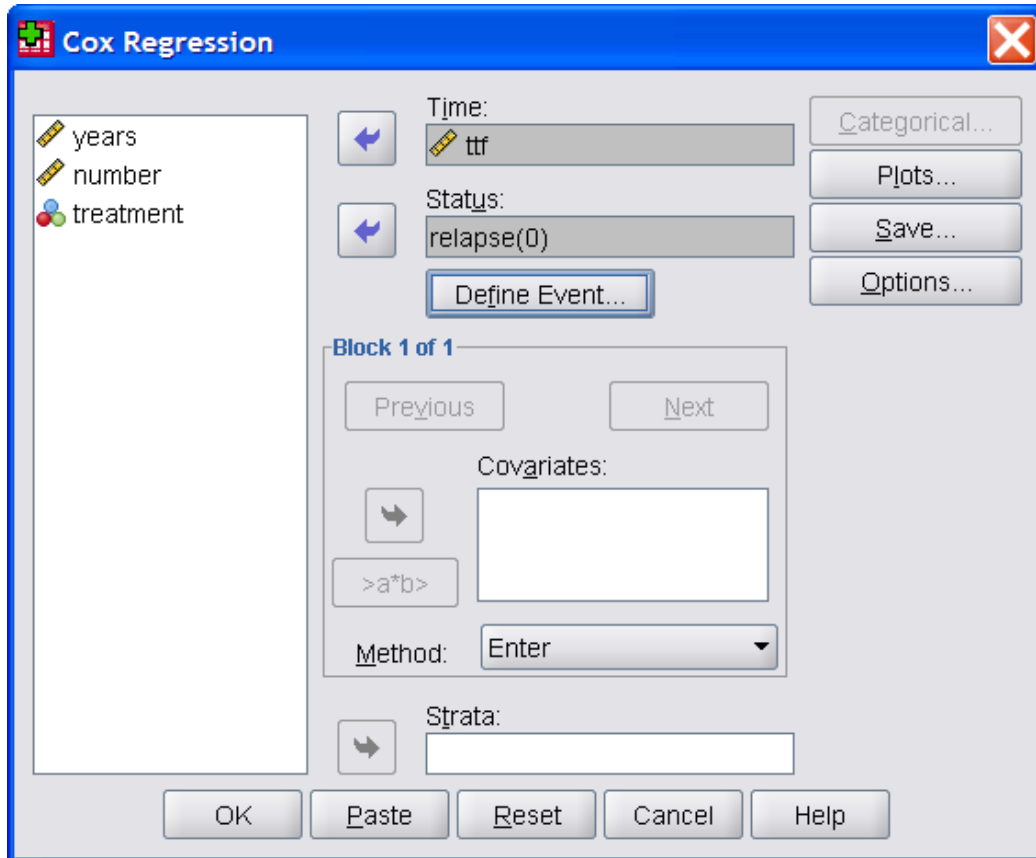 Cox Regression
years
number
treatment
Time:
ttf
Status:
relapse(0)
Define Event...
Block 1 of 1
Previous
Next
Covariates:
>a*b>
Method:
Enter
Strata:
Categorical...
Plots...
Save...
Options...
OK
Paste
Reset
Cancel
Help